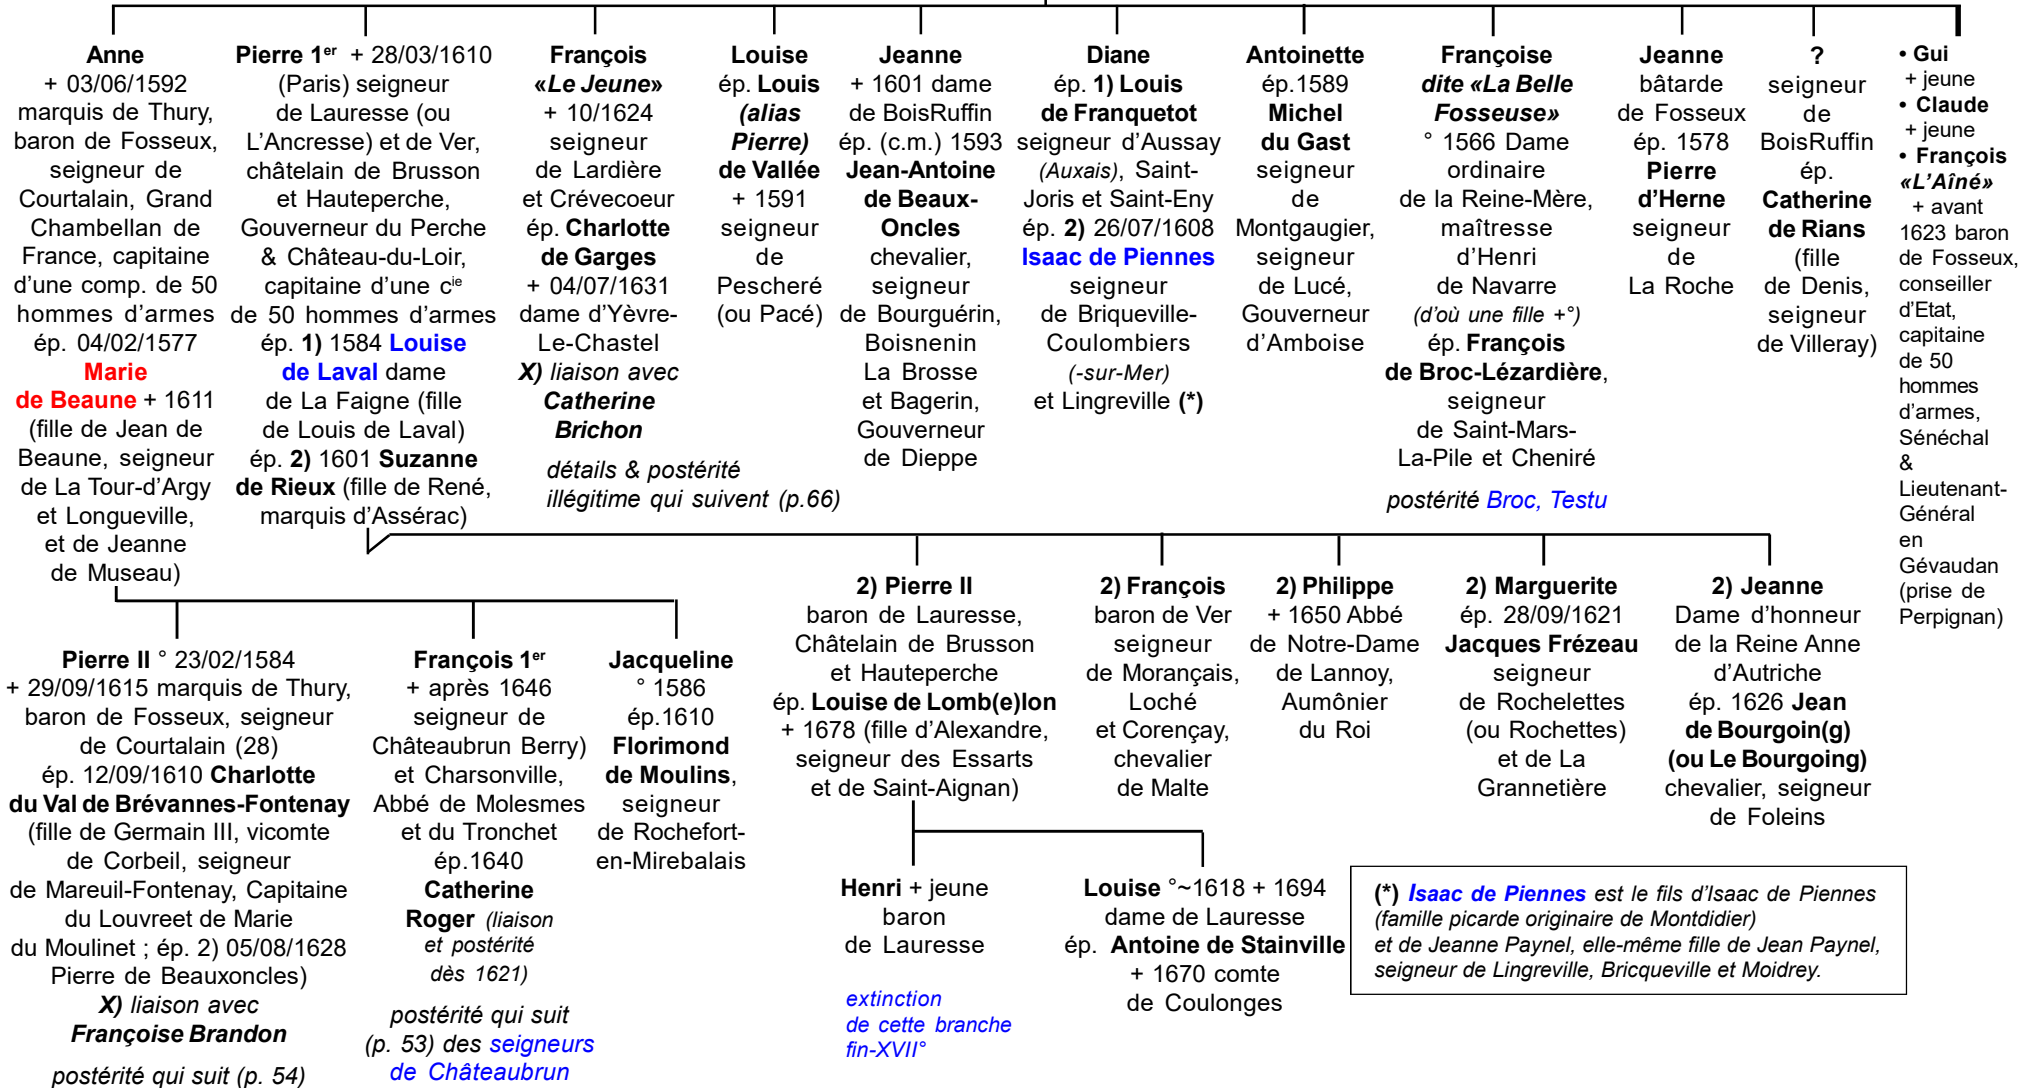 Anne
+ 03/06/1592
marquis de Thury,
baron de Fosseux,
seigneur de
Courtalain, Grand
Chambellan de
France, capitaine
d'une comp. de 50
hommes d'armes
ép. 04/02/1577
Marie
de Beaune + 1611
(fille de Jean de
Beaune, seigneur
de La Tour-d'Argy
et Longueville,
et de Jeanne
de Museau)
Pierre 1er + 28/03/1610
(Paris) seigneur
de Lauresse (ou
L'Ancresse) et de Ver,
châtelain de Brusson
et Hauteperche,
Gouverneur du Perche
& Château-du-Loir,
capitaine d'une cie
de 50 hommes d'armes
ép. 1) 1584 Louise
de Laval dame
de La Faigne (fille
de Louis de Laval)
ép. 2) 1601 Suzanne
de Rieux (fille de René,
marquis d'Assérac)
François
«Le Jeune»
+ 10/1624
seigneur
de Lardière
et Crévecoeur
ép. Charlotte
de Garges
+ 04/07/1631
dame d'Yèvre-
Le-Chastel
X) liaison avec
Catherine
Brichon
détails & postérité
illégitime qui suivent (p.66)
Louise
ép. Louis
(alias
Pierre)
de Vallée
+ 1591
seigneur
de
Pescheré
(ou Pacé)
Jeanne
+ 1601 dame
de BoisRuffin
ép. (c.m.) 1593
Jean-Antoine
de Beaux-
Oncles
chevalier,
seigneur
de Bourguérin,
Boisnenin
La Brosse
et Bagerin,
Gouverneur
de Dieppe
Diane
ép. 1) Louis
de Franquetot
seigneur d'Aussay
(Auxais), Saint-
Joris et Saint-Eny
ép. 2) 26/07/1608
Isaac de Piennes
seigneur
de Briqueville-
Coulombiers
(-sur-Mer)
et Lingreville (*)
Antoinette
ép.1589
Michel
du Gast
seigneur
de
Montgaugier,
seigneur
de Lucé,
Gouverneur
d'Amboise
Françoise
dite «La Belle
Fosseuse»
° 1566 Dame
ordinaire
de la Reine-Mère,
maîtresse
d'Henri
de Navarre
(d'où une fille +°)
ép. François
de Broc-Lézardière,
seigneur
de Saint-Mars-
La-Pile et Cheniré
postérité Broc, Testu
Jeanne
bâtarde
de Fosseux
ép. 1578
Pierre
d'Herne
seigneur
de
La Roche
?
seigneur
de
BoisRuffin
ép.
Catherine
de Rians
(fille
de Denis,
seigneur
de Villeray)
• Gui
+ jeune
• Claude
+ jeune
• François
«L'Aîné»
+ avant
1623 baron
de Fosseux,
conseiller
d'Etat,
capitaine
de 50
hommes
d'armes,
Sénéchal
&
Lieutenant-
Général
en
Gévaudan
(prise de
Perpignan)
Pierre II ° 23/02/1584
+ 29/09/1615 marquis de Thury,
baron de Fosseux, seigneur
de Courtalain (28)
ép. 12/09/1610 Charlotte
du Val de Brévannes-Fontenay
(fille de Germain III, vicomte
de Corbeil, seigneur
de Mareuil-Fontenay, Capitaine
du Louvreet de Marie
du Moulinet ; ép. 2) 05/08/1628
Pierre de Beauxoncles)
X) liaison avec
Françoise Brandon
postérité qui suit (p. 54)
François 1er
+ après 1646
seigneur de
Châteaubrun Berry)
et Charsonville,
Abbé de Molesmes
et du Tronchet
ép.1640
Catherine
Roger (liaison
et postérité
dès 1621)
postérité qui suit
(p. 53) des seigneurs
de Châteaubrun
Jacqueline
° 1586
ép.1610
Florimond
de Moulins,
seigneur
de Rochefort-
en-Mirebalais
2) Pierre II
baron de Lauresse,
Châtelain de Brusson
et Hauteperche
ép. Louise de Lomb(e)lon
+ 1678 (fille d'Alexandre,
seigneur des Essarts
et de Saint-Aignan)
2) François
baron de Ver
seigneur
de Morançais,
Loché
et Corençay,
chevalier
de Malte
2) Philippe
+ 1650 Abbé
de Notre-Dame
de Lannoy,
Aumônier
du Roi
2) Marguerite
ép. 28/09/1621
Jacques Frézeau
seigneur
de Rochelettes
(ou Rochettes)
et de La
Grannetière
2) Jeanne
Dame d'honneur
de la Reine Anne
d'Autriche
ép. 1626 Jean
de Bourgoin(g)
(ou Le Bourgoing)
chevalier, seigneur
de Foleins
Henri + jeune
baron
de Lauresse
extinction
de cette branche
fin-XVII°
Louise °~1618 + 1694
dame de Lauresse
ép. Antoine de Stainville
+ 1670 comte
de Coulonges
(*) Isaac de Piennes est le fils d'Isaac de Piennes
(famille picarde originaire de Montdidier)
et de Jeanne Paynel, elle-même fille de Jean Paynel,
seigneur de Lingreville, Bricqueville et Moidrey.